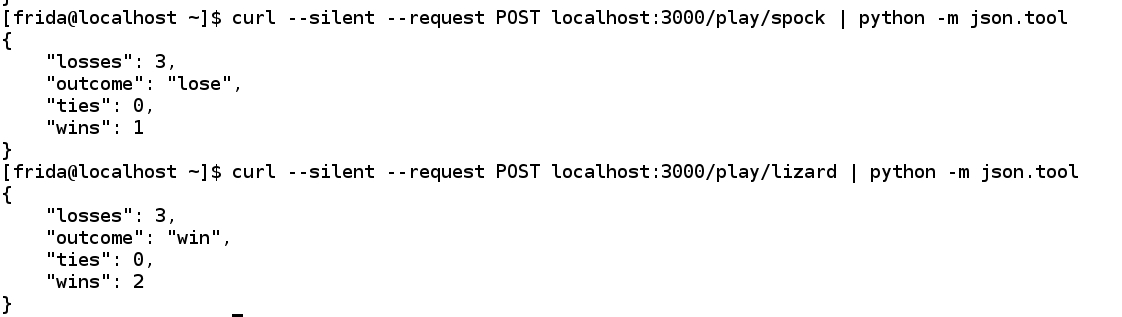 [frida@localhost ~]$ curl --silent --request POST localhost:3000/play/spock | python -m json.tool
{
    "losses": 3,
    "outcome": "lose",
    "ties": 0,
    "wins": 1
}
[frida@localhost ~]$ curl --silent --request POST localhost:3000/play/lizard | python -m json.tool
{
    "losses": 3,
    "outcome": "win",
    "ties": 0,
    "wins": 2
}